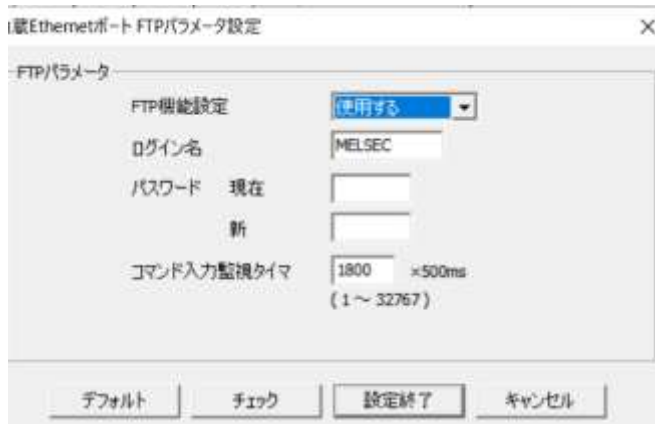 蔵Ethernetポート FTPパラメータ設定
FTPパラメータ
FTP機能設定 使用する
ログイン名 MELSEC
パスワード 現在
新
コマンド入力監視タイマ 1800 ×500ms
(1～32767)
デフォルト チェック 設定終了 キャンセル